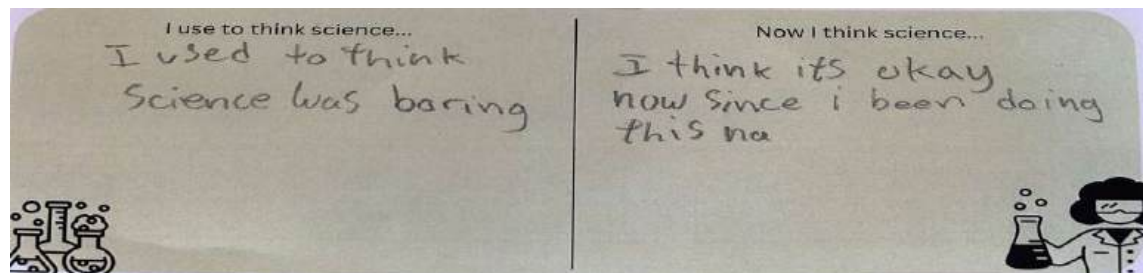 I use to think science...
I used to think
Science was boring
Now I think science...
I think its okay
now since i been doing
this na